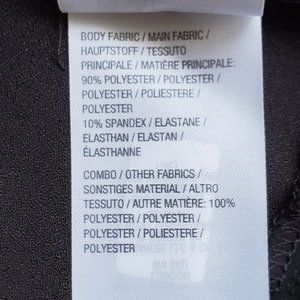 BODY FABRIC / MAIN FABRIC /
HAUPTSTOFF / TESSUTO
PRINCIPALE / MATIÈRE PRINCIPALE:
90% POLYESTER / POLYESTER /
POLYESTER / POLIESTERE /
POLYESTER
10% SPANDEX / ELASTANE /
ELASTHAN / ELASTAN /
ÉLASTHANNE
COMBO / OTHER FABRICS /
SONSTIGES MATERIAL / ALTRO
TESSUTO / AUTRE MATIÈRE: 100%
POLYESTER / POLYESTER /
POLYESTER / POLIESTERE /
POLYESTER